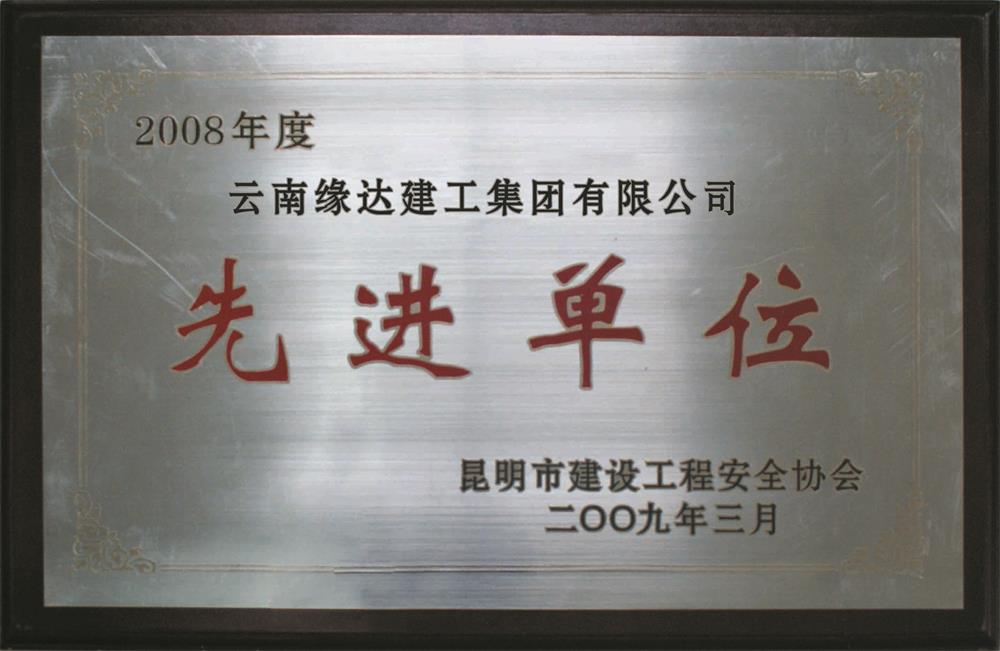 2008年度
云南缘达建工集团有限公司
先进单位
昆明市建设工程安全协会
二〇〇九年三月